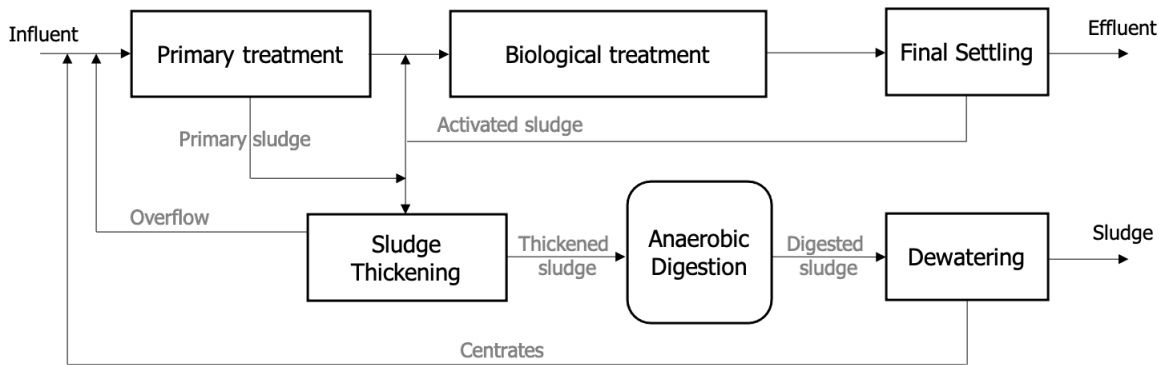 Influent
Primary treatment
Biological treatment
Final Settling
Effluent
Primary sludge
Activated sludge
Overflow
Sludge
Thickening
Thickened
sludge
Anaerobic
Digestion
Digested
sludge
Dewatering
Sludge
Centrates